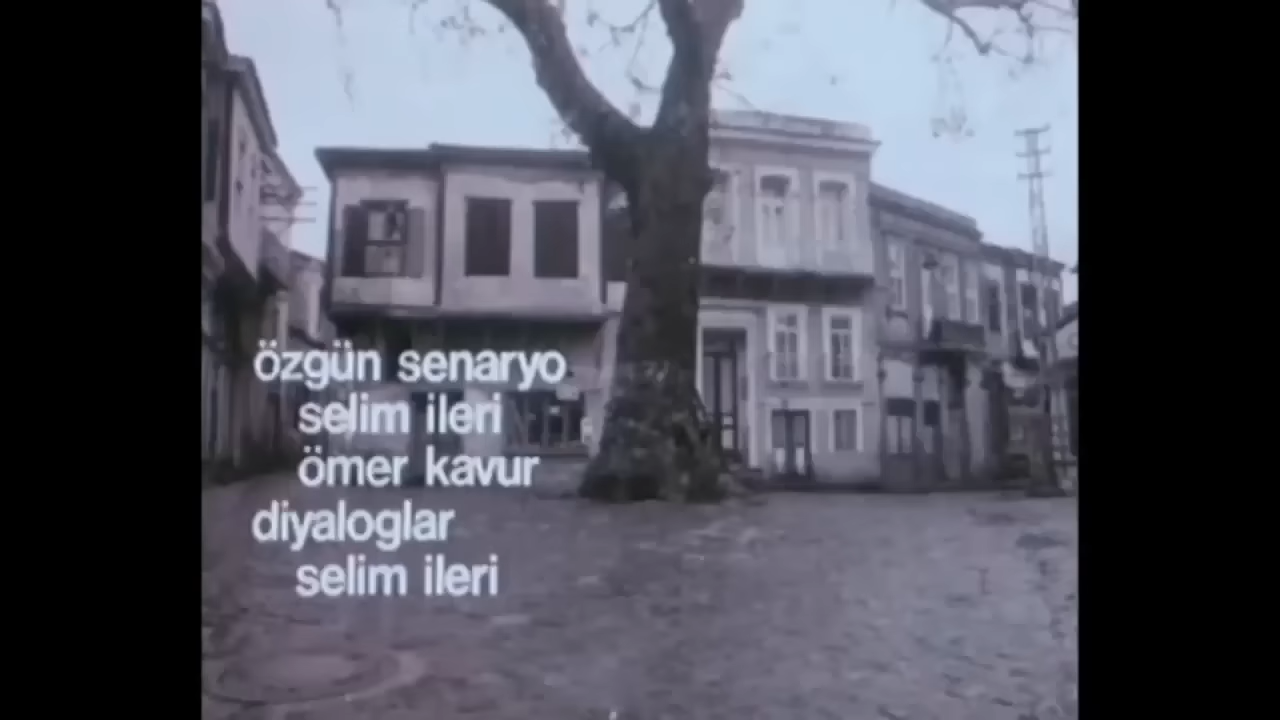 özgün senaryo
selim ileri
ömer kavur
diyaloglar
selim ileri